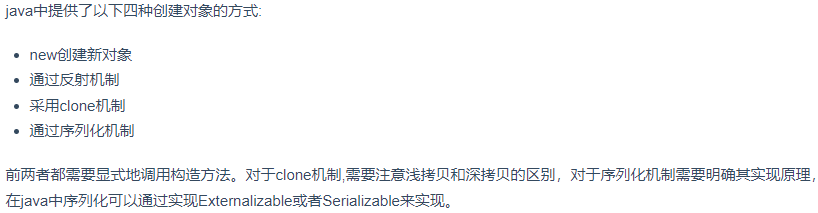 java中提供了以下四种创建对象的方式:
new创建新对象
通过反射机制
采用clone机制
通过序列化机制
前两者都需要显式地调用构造方法。对于clone机制,需要注意浅拷贝和深拷贝的区别，对于序列化机制需要明确其实现原理，
在java中序列化可以通过实现Externalizable或者Serializable来实现。